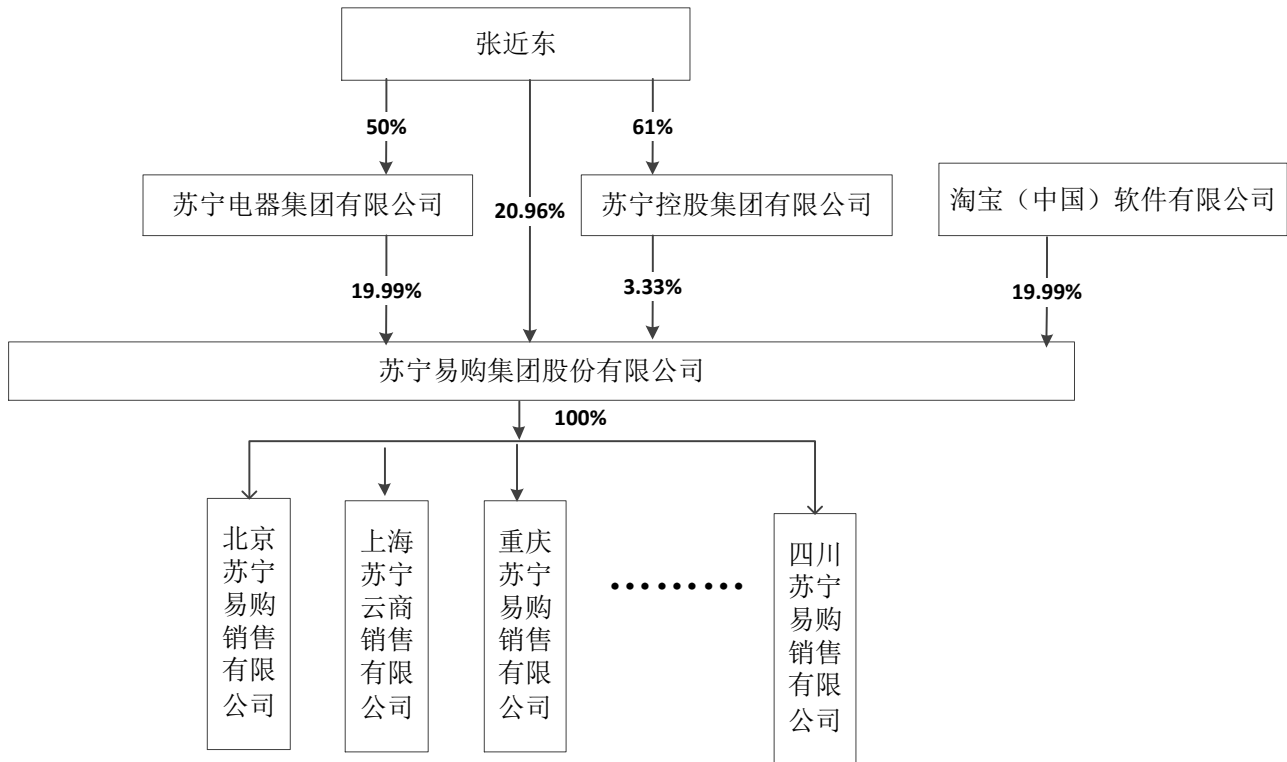 张近东
50%
61%
苏宁电器集团有限公司
20.96%
苏宁控股集团有限公司
淘宝（中国）软件有限公司
19.99%
3.33%
19.99%
苏宁易购集团股份有限公司
100%
北京
苏宁
易购
销售
有限
公司
上海
苏宁
云商
销售
有限
公司
重庆
苏宁
易购
销售
有限
公司
………
四川
苏宁
易购
销售
有限
公司